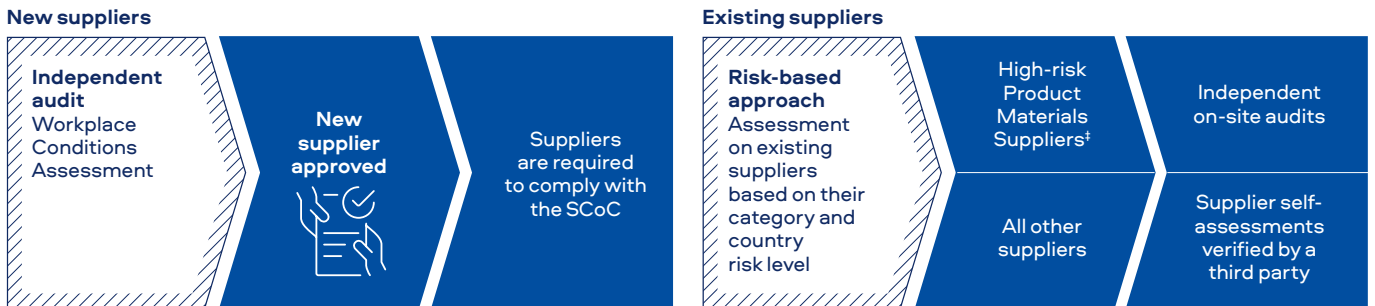 New suppliers
Independent
audit
Workplace
Conditions
Assessment
New
supplier
approved
Suppliers
are required
to comply with
the SCoC
Existing suppliers
Risk-based
approach
Assessment
on existing
suppliers
based on their
category and
country
risk level
High-risk
Product
Materials
Suppliers‡
Independent
on-site audits
All other
suppliers
Supplier self-
assessments
verified by a
third party